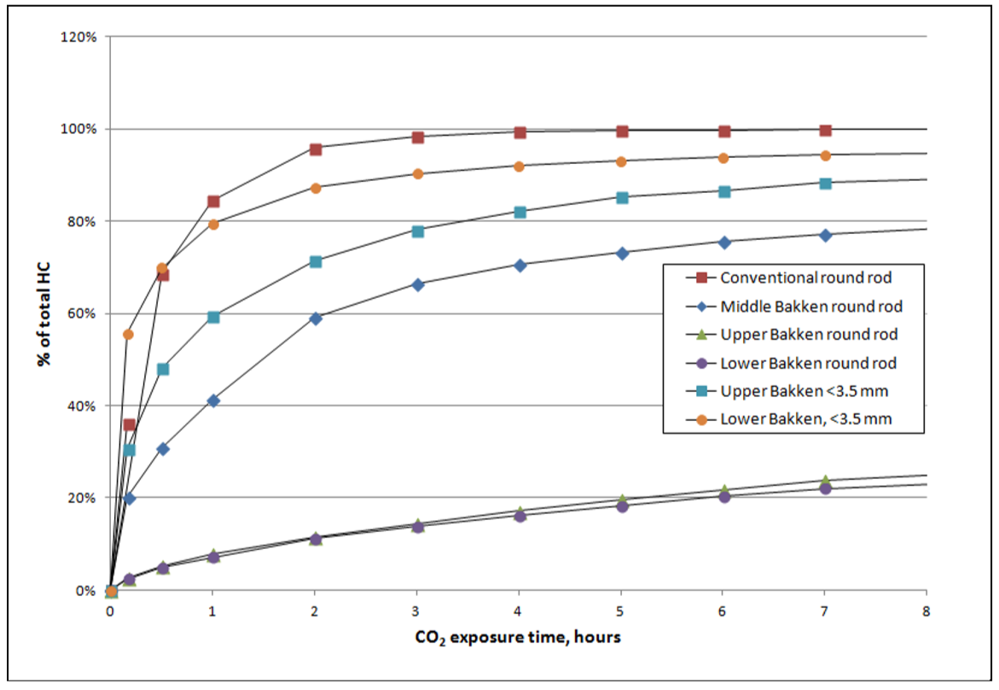 120%
100%
80%
60%
40%
20%
0%
% of total HC
0 1 2 3 4 5 6 7 8
CO₂ exposure time, hours
Conventional round rod
Middle Bakken round rod
Upper Bakken round rod
Lower Bakken round rod
Upper Bakken <3.5 mm
Lower Bakken, <3.5 mm